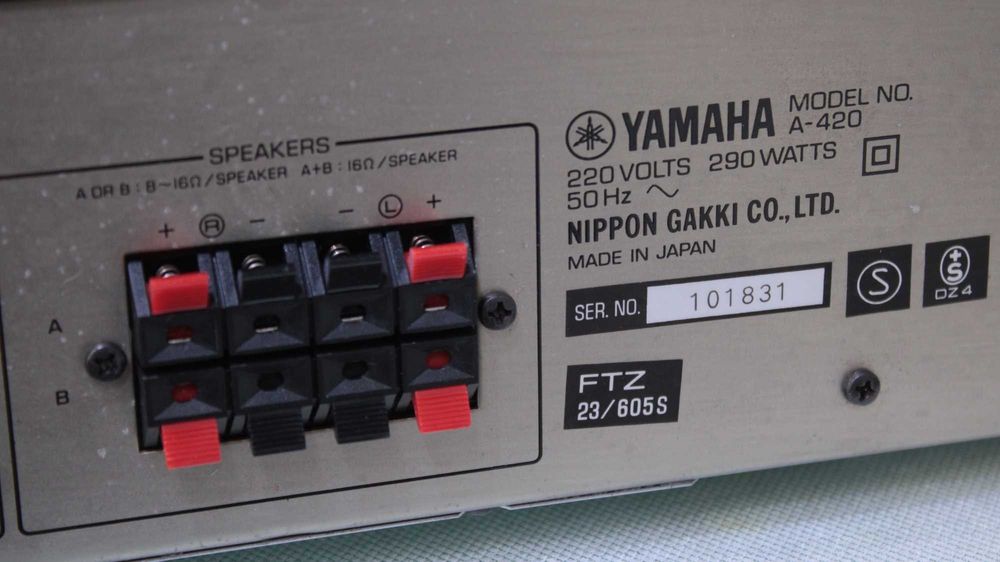 SPEAKERS
A OR B : 8~16Ω/SPEAKER A+B : 16Ω/SPEAKER
+ R - - L +
A
B
YAMAHA MODEL NO.
A-420
220 VOLTS 290 WATTS
50 Hz ~
NIPPON GAKKI CO., LTD.
MADE IN JAPAN
SER. NO. 101831
S
+S
DZ4
FTZ
23/605S